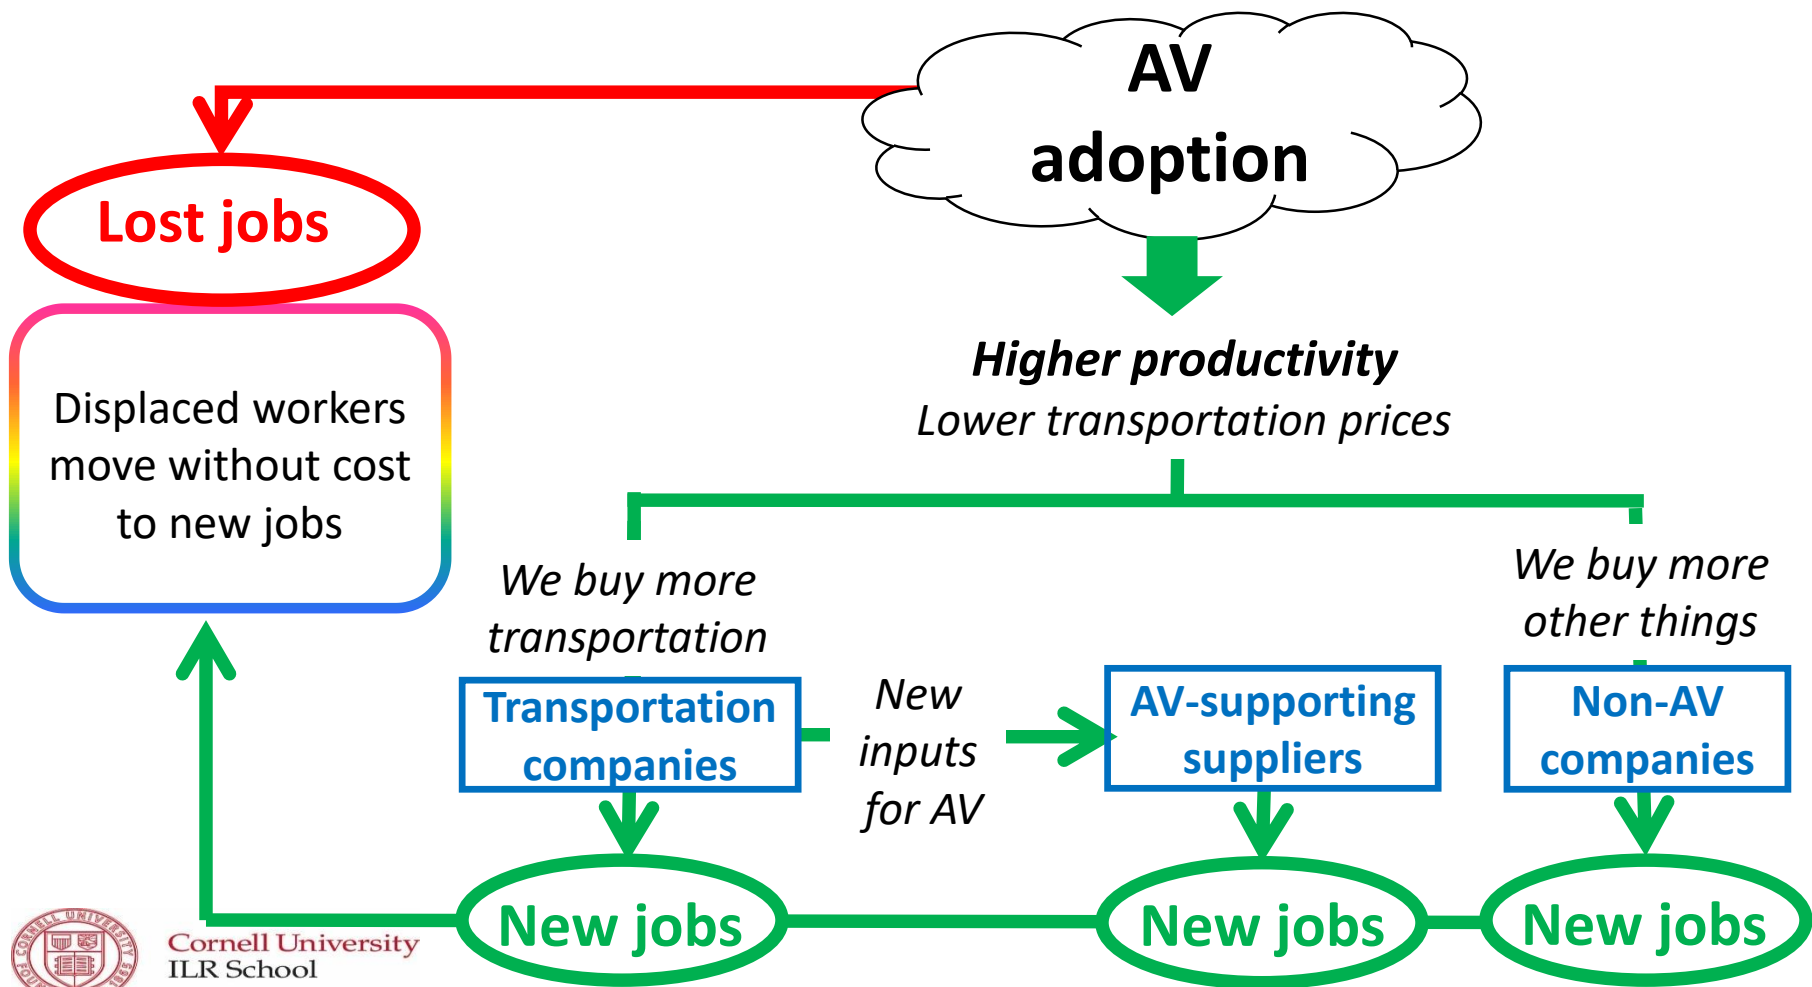 AV
adoption
Lost jobs
Displaced workers
move without cost
to new jobs
Higher productivity
Lower transportation prices
We buy more
transportation
We buy more
other things
Transportation
companies
New
inputs
for AV
AV-supporting
suppliers
Non-AV
companies
New jobs
New jobs
New jobs
Cornell University
ILR School